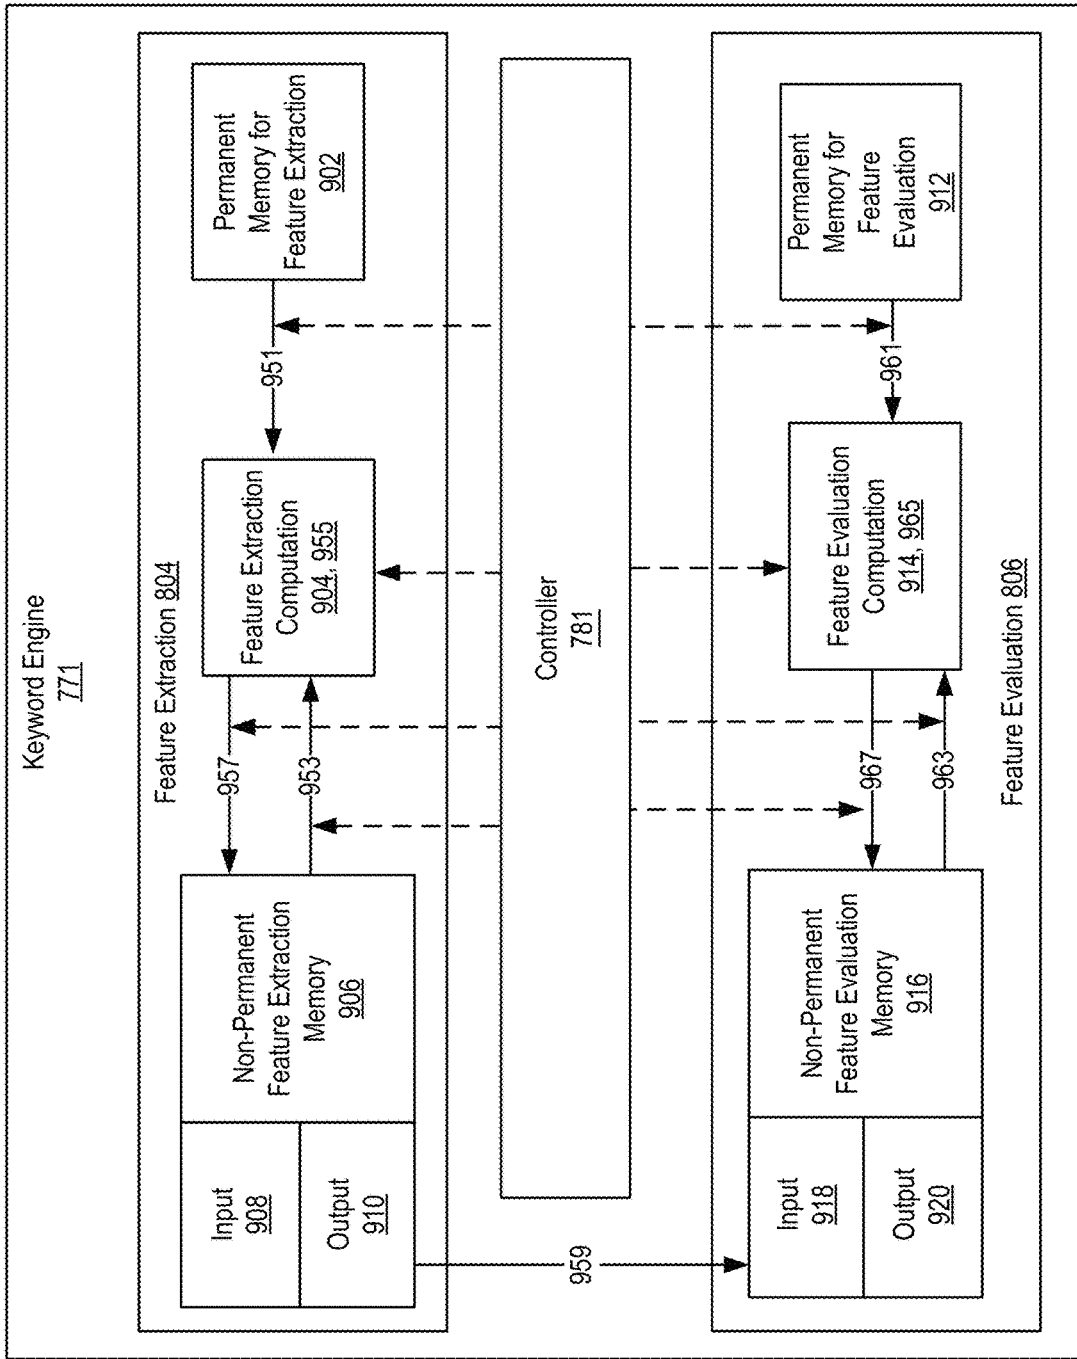 Keyword Engine
771
Feature Extraction 804
Input
908
Output
910
Non-Permanent
Feature Extraction
Memory
906
957
953
Feature Extraction
Computation
904, 955
951
Permanent
Memory for
Feature Extraction
902
Controller
781
959
Input
918
Output
920
Non-Permanent
Feature Evaluation
Memory
916
967
963
Feature Evaluation
Computation
914, 965
961
Permanent
Memory for
Feature
Evaluation
912
Feature Evaluation 806